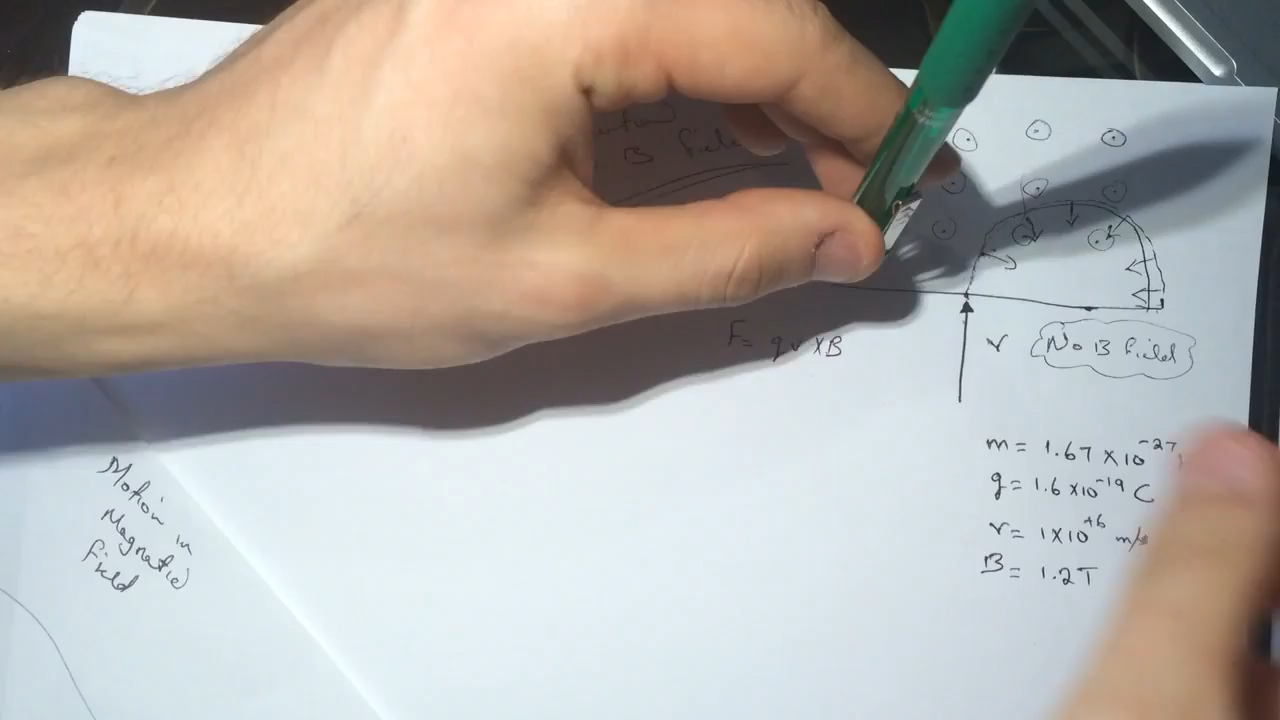 B Field
F = qv X B
v No B Field
m = 1.67 X 10^-27
q = 1.6 X 10^-19 C
v = 1 X 10^+6 m/s
B = 1.2 T
Motion in
Magnetic
Field